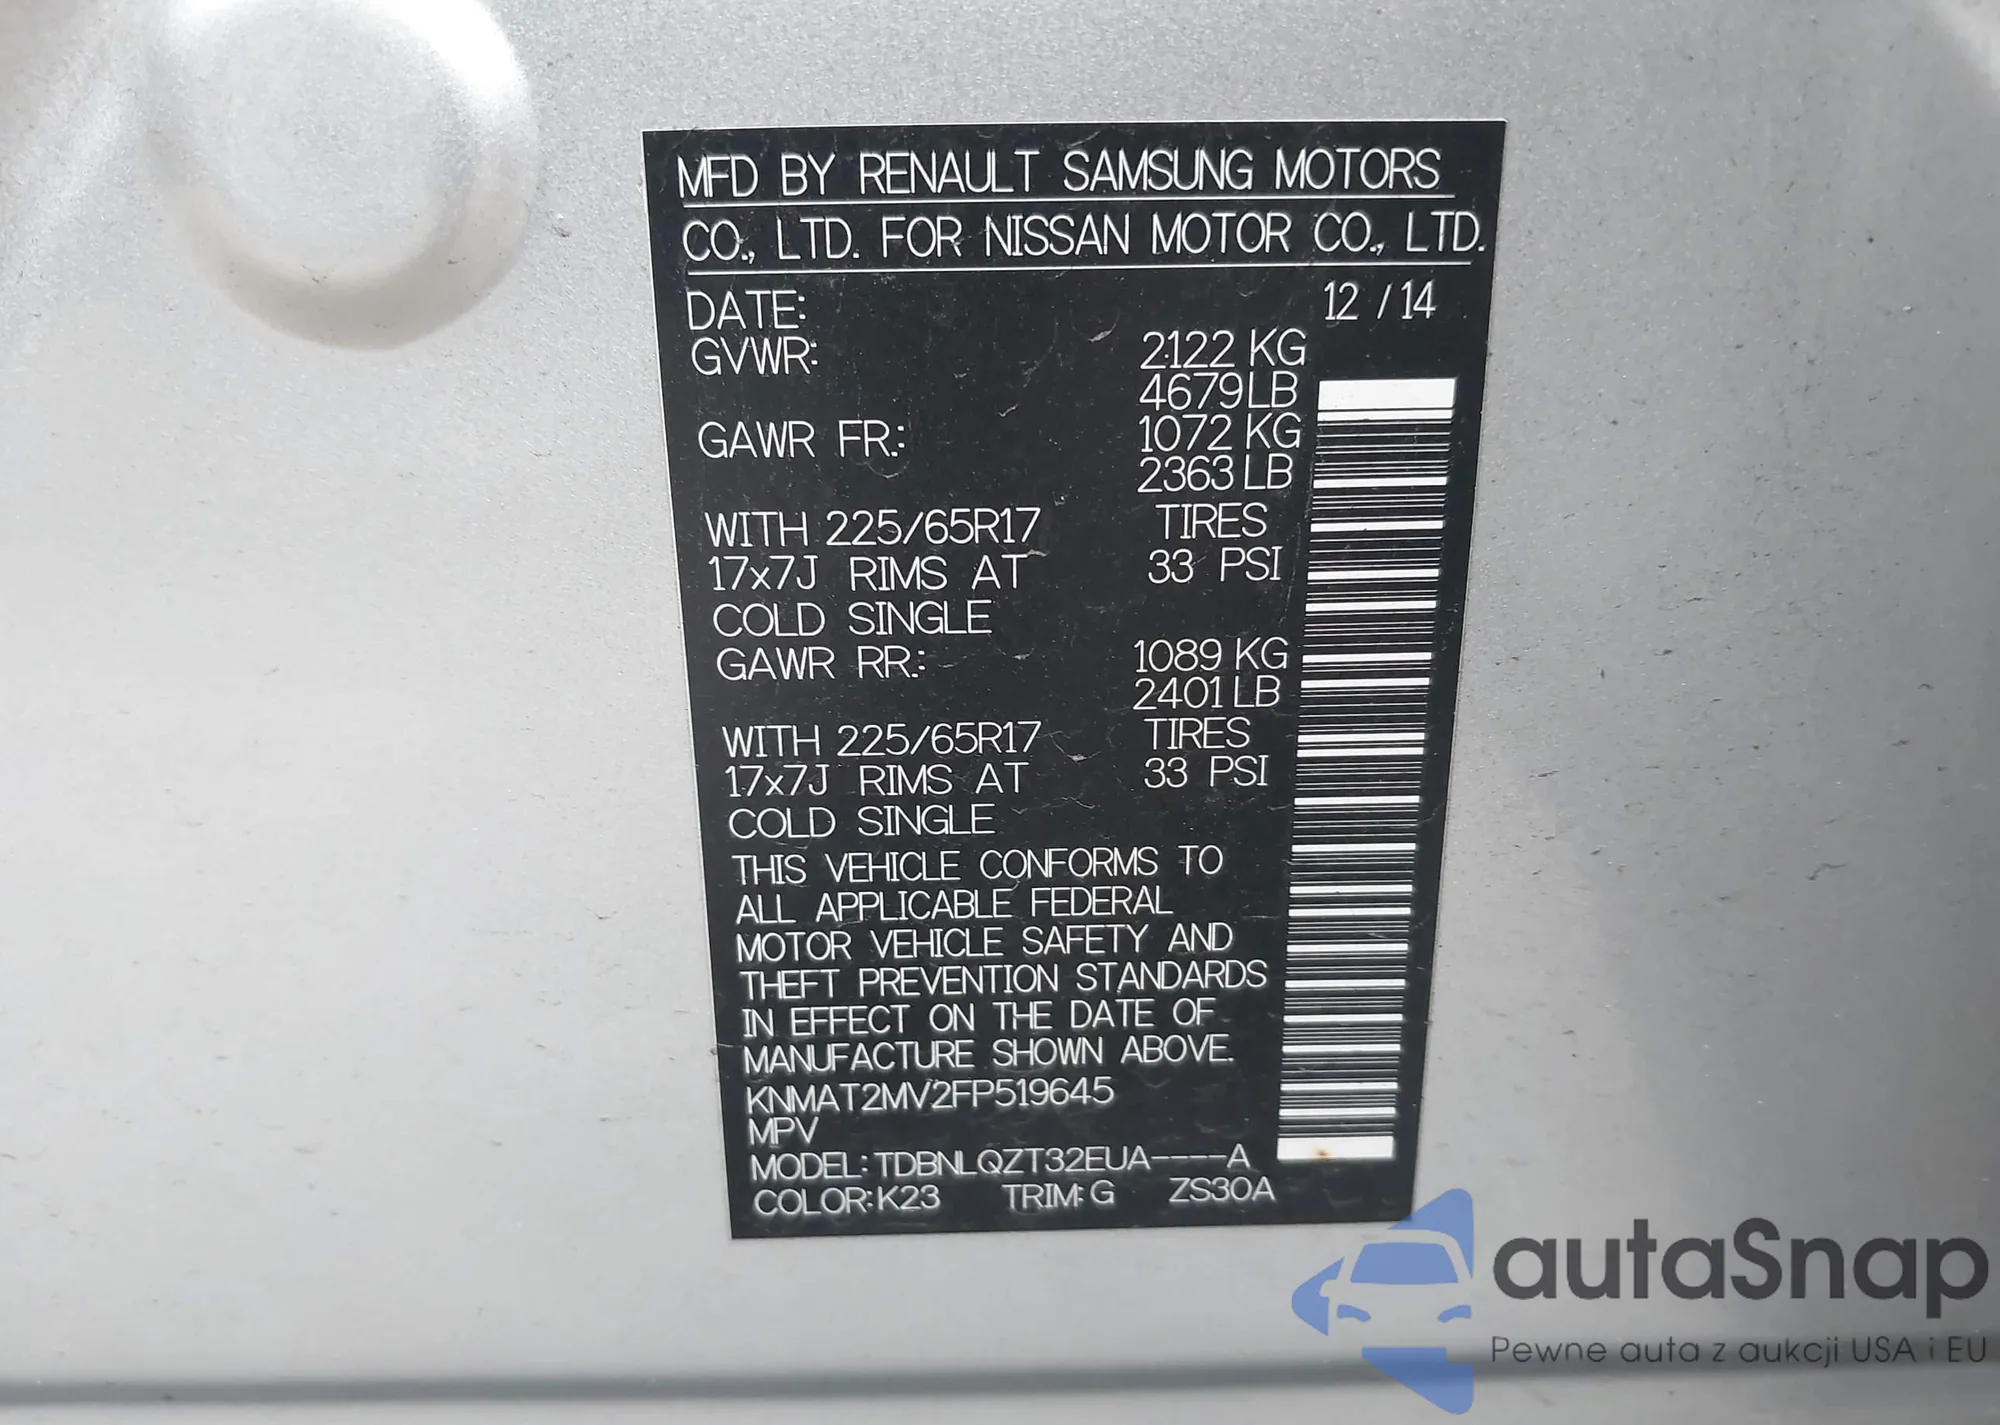 MFD BY RENAULT SAMSUNG MOTORS
CO., LTD. FOR NISSAN MOTOR CO., LTD.
DATE: 12 / 14
GVWR: 2122 KG
4679 LB
GAWR FR.: 1072 KG
2363 LB
WITH 225/65R17 TIRES
17x7J RIMS AT 33 PSI
COLD SINGLE
GAWR RR.: 1089 KG
2401 LB
WITH 225/65R17 TIRES
17x7J RIMS AT 33 PSI
COLD SINGLE
THIS VEHICLE CONFORMS TO
ALL APPLICABLE FEDERAL
MOTOR VEHICLE SAFETY AND
THEFT PREVENTION STANDARDS
IN EFFECT ON THE DATE OF
MANUFACTURE SHOWN ABOVE.
KNMAT2MV2FP519645
MPV
MODEL: TDBNLQZT32EUA----A
COLOR: K23 TRIM: G ZS30A
autaSnap
Pewne auta z aukcji USA i EU